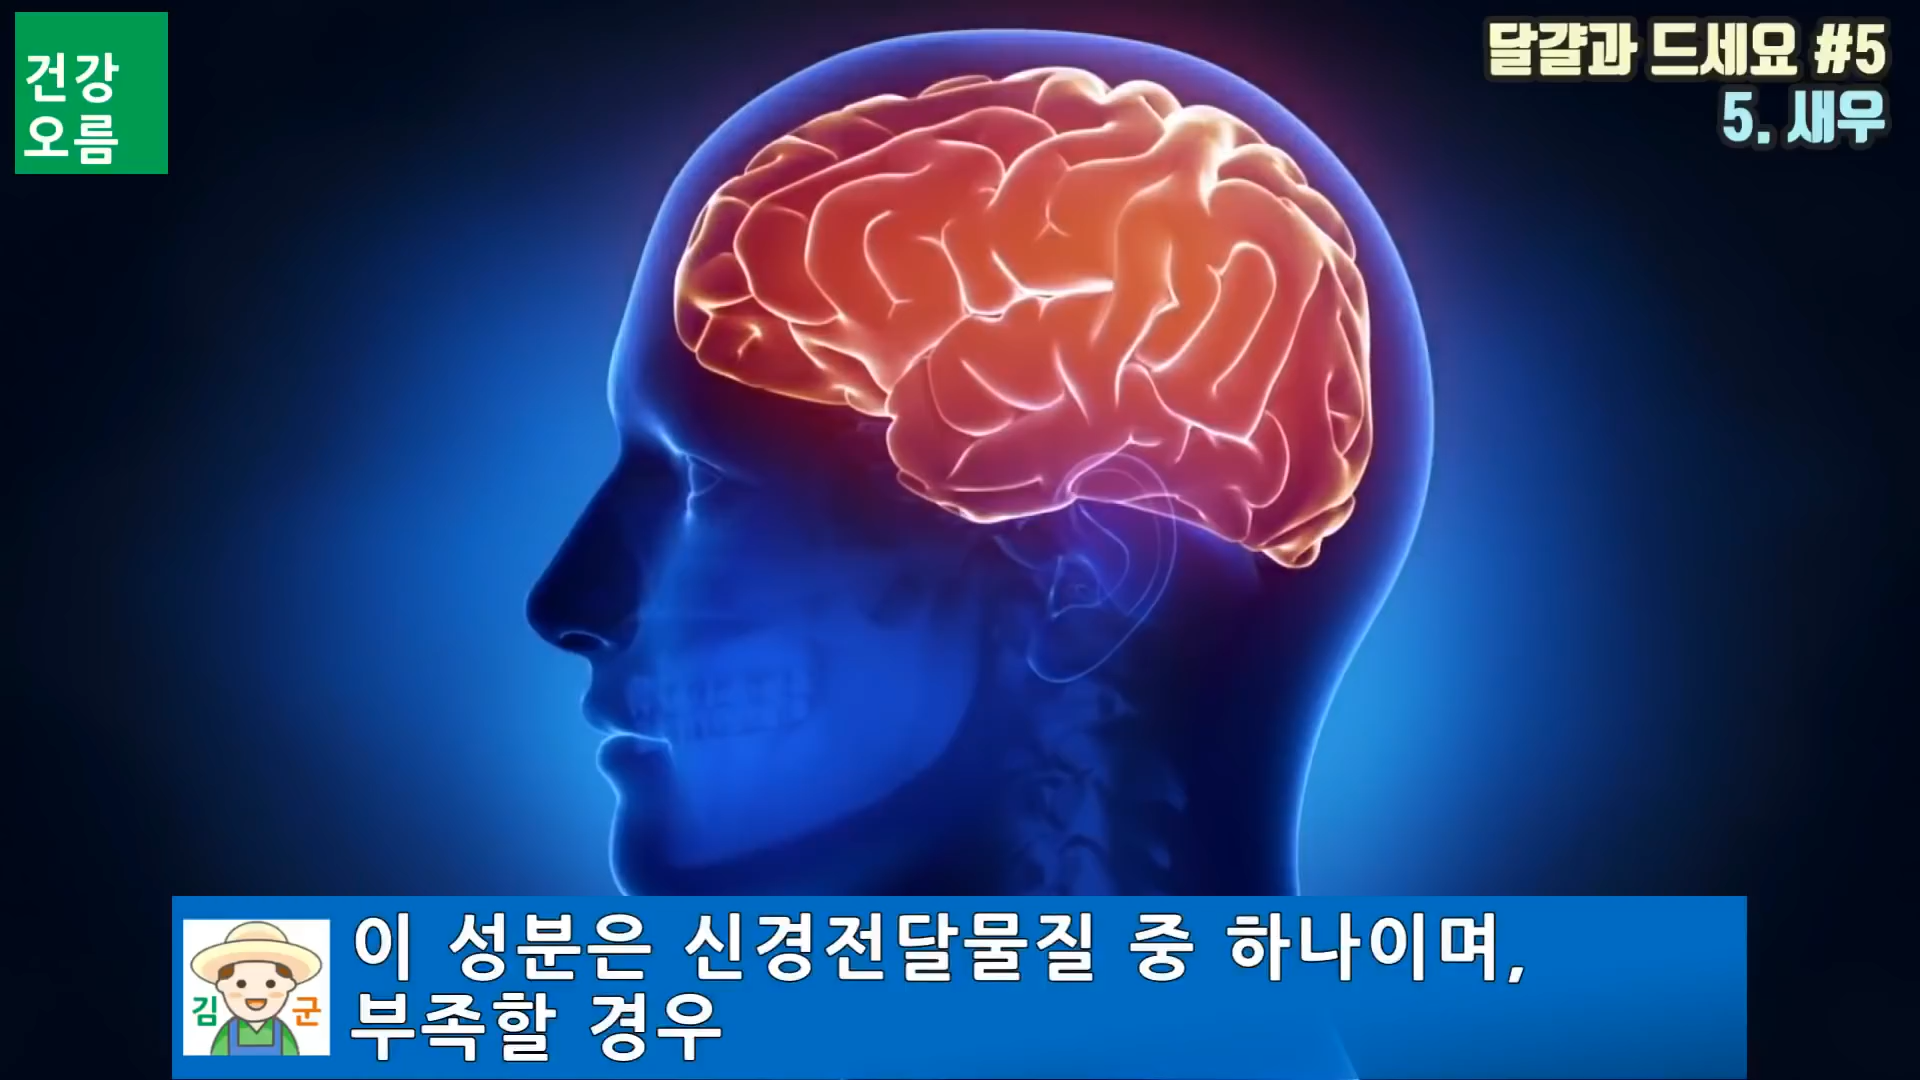 건강
오름
달걀과 드세요 #5
5. 새우
이 성분은 신경전달물질 중 하나이며,
부족할 경우
김 군